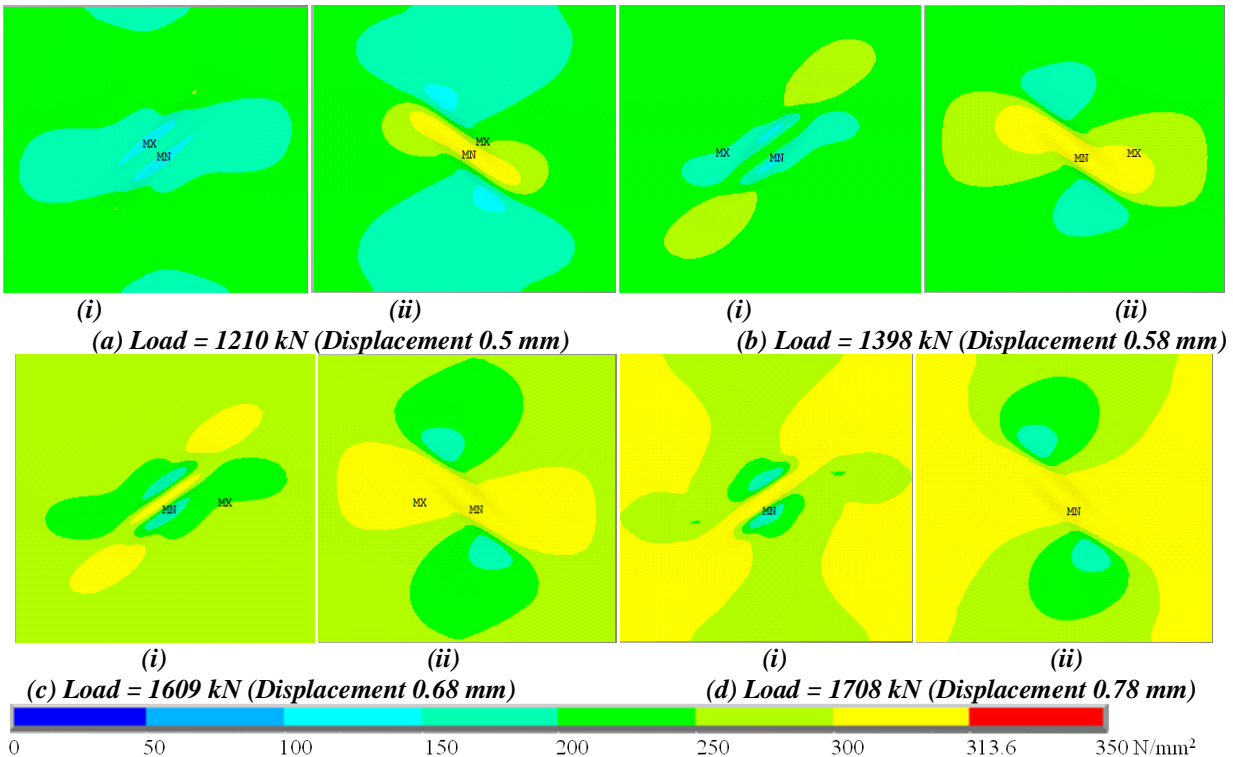 MX
MN
MX
MN
MX
MN
MN
MX
(i)
(ii)
(i)
(ii)
(a) Load = 1210 kN (Displacement 0.5 mm)
(b) Load = 1398 kN (Displacement 0.58 mm)
MN
MX
MX
MN
MN
MN
(i)
(ii)
(i)
(ii)
(c) Load = 1609 kN (Displacement 0.68 mm)
(d) Load = 1708 kN (Displacement 0.78 mm)
0 50 100 150 200 250 300 313.6 350 N/mm²